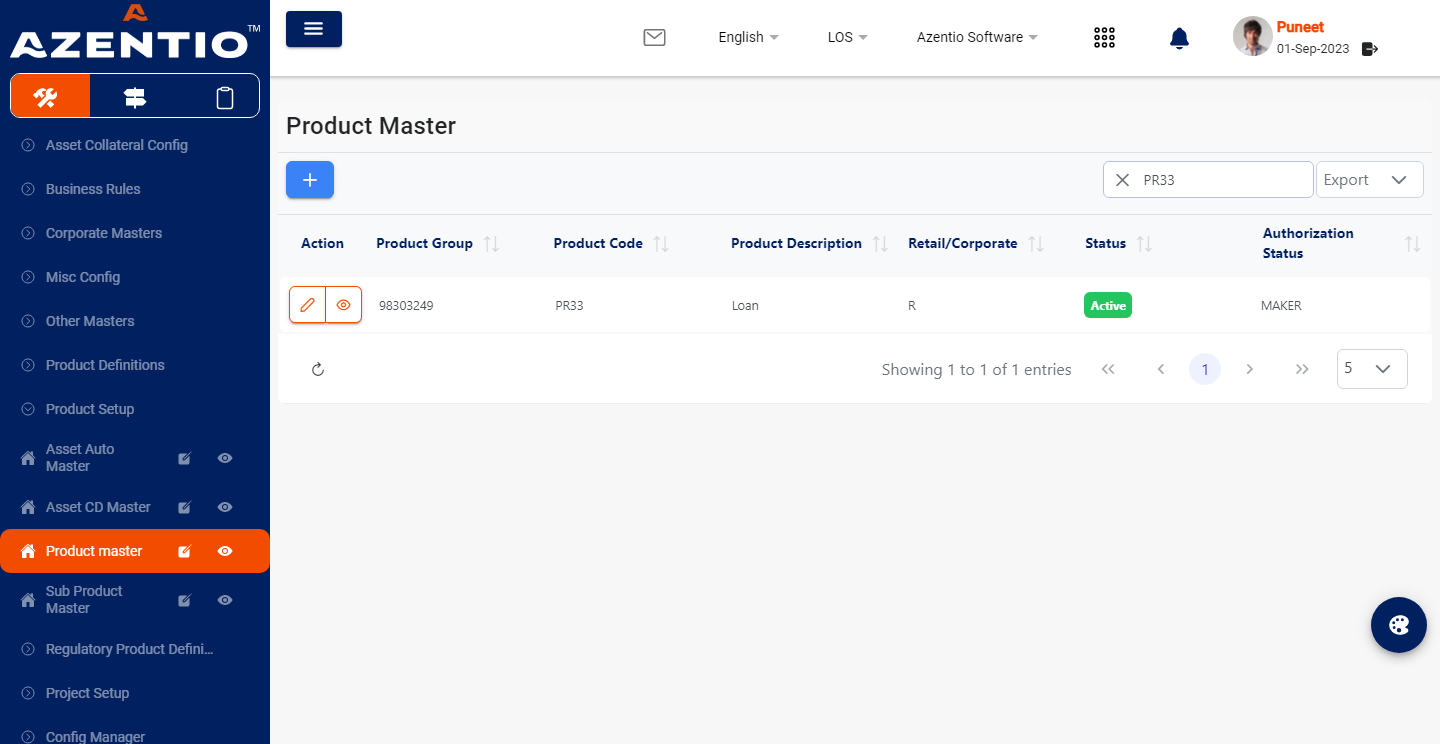 AZENTIO™
Asset Collateral Config
Business Rules
Corporate Masters
Misc Config
Other Masters
Product Definitions
Product Setup
Asset Auto
Master
Asset CD Master
Product master
Sub Product
Master
Regulatory Product Defini...
Project Setup
Config Manager
English
LOS
Azentio Software
Puneet
01-Sep-2023
Product Master
PR33
Export
Action
Product Group
Product Code
Product Description
Retail/Corporate
Status
Authorization
Status
98303249
PR33
Loan
R
Active
MAKER
Showing 1 to 1 of 1 entries
1
5